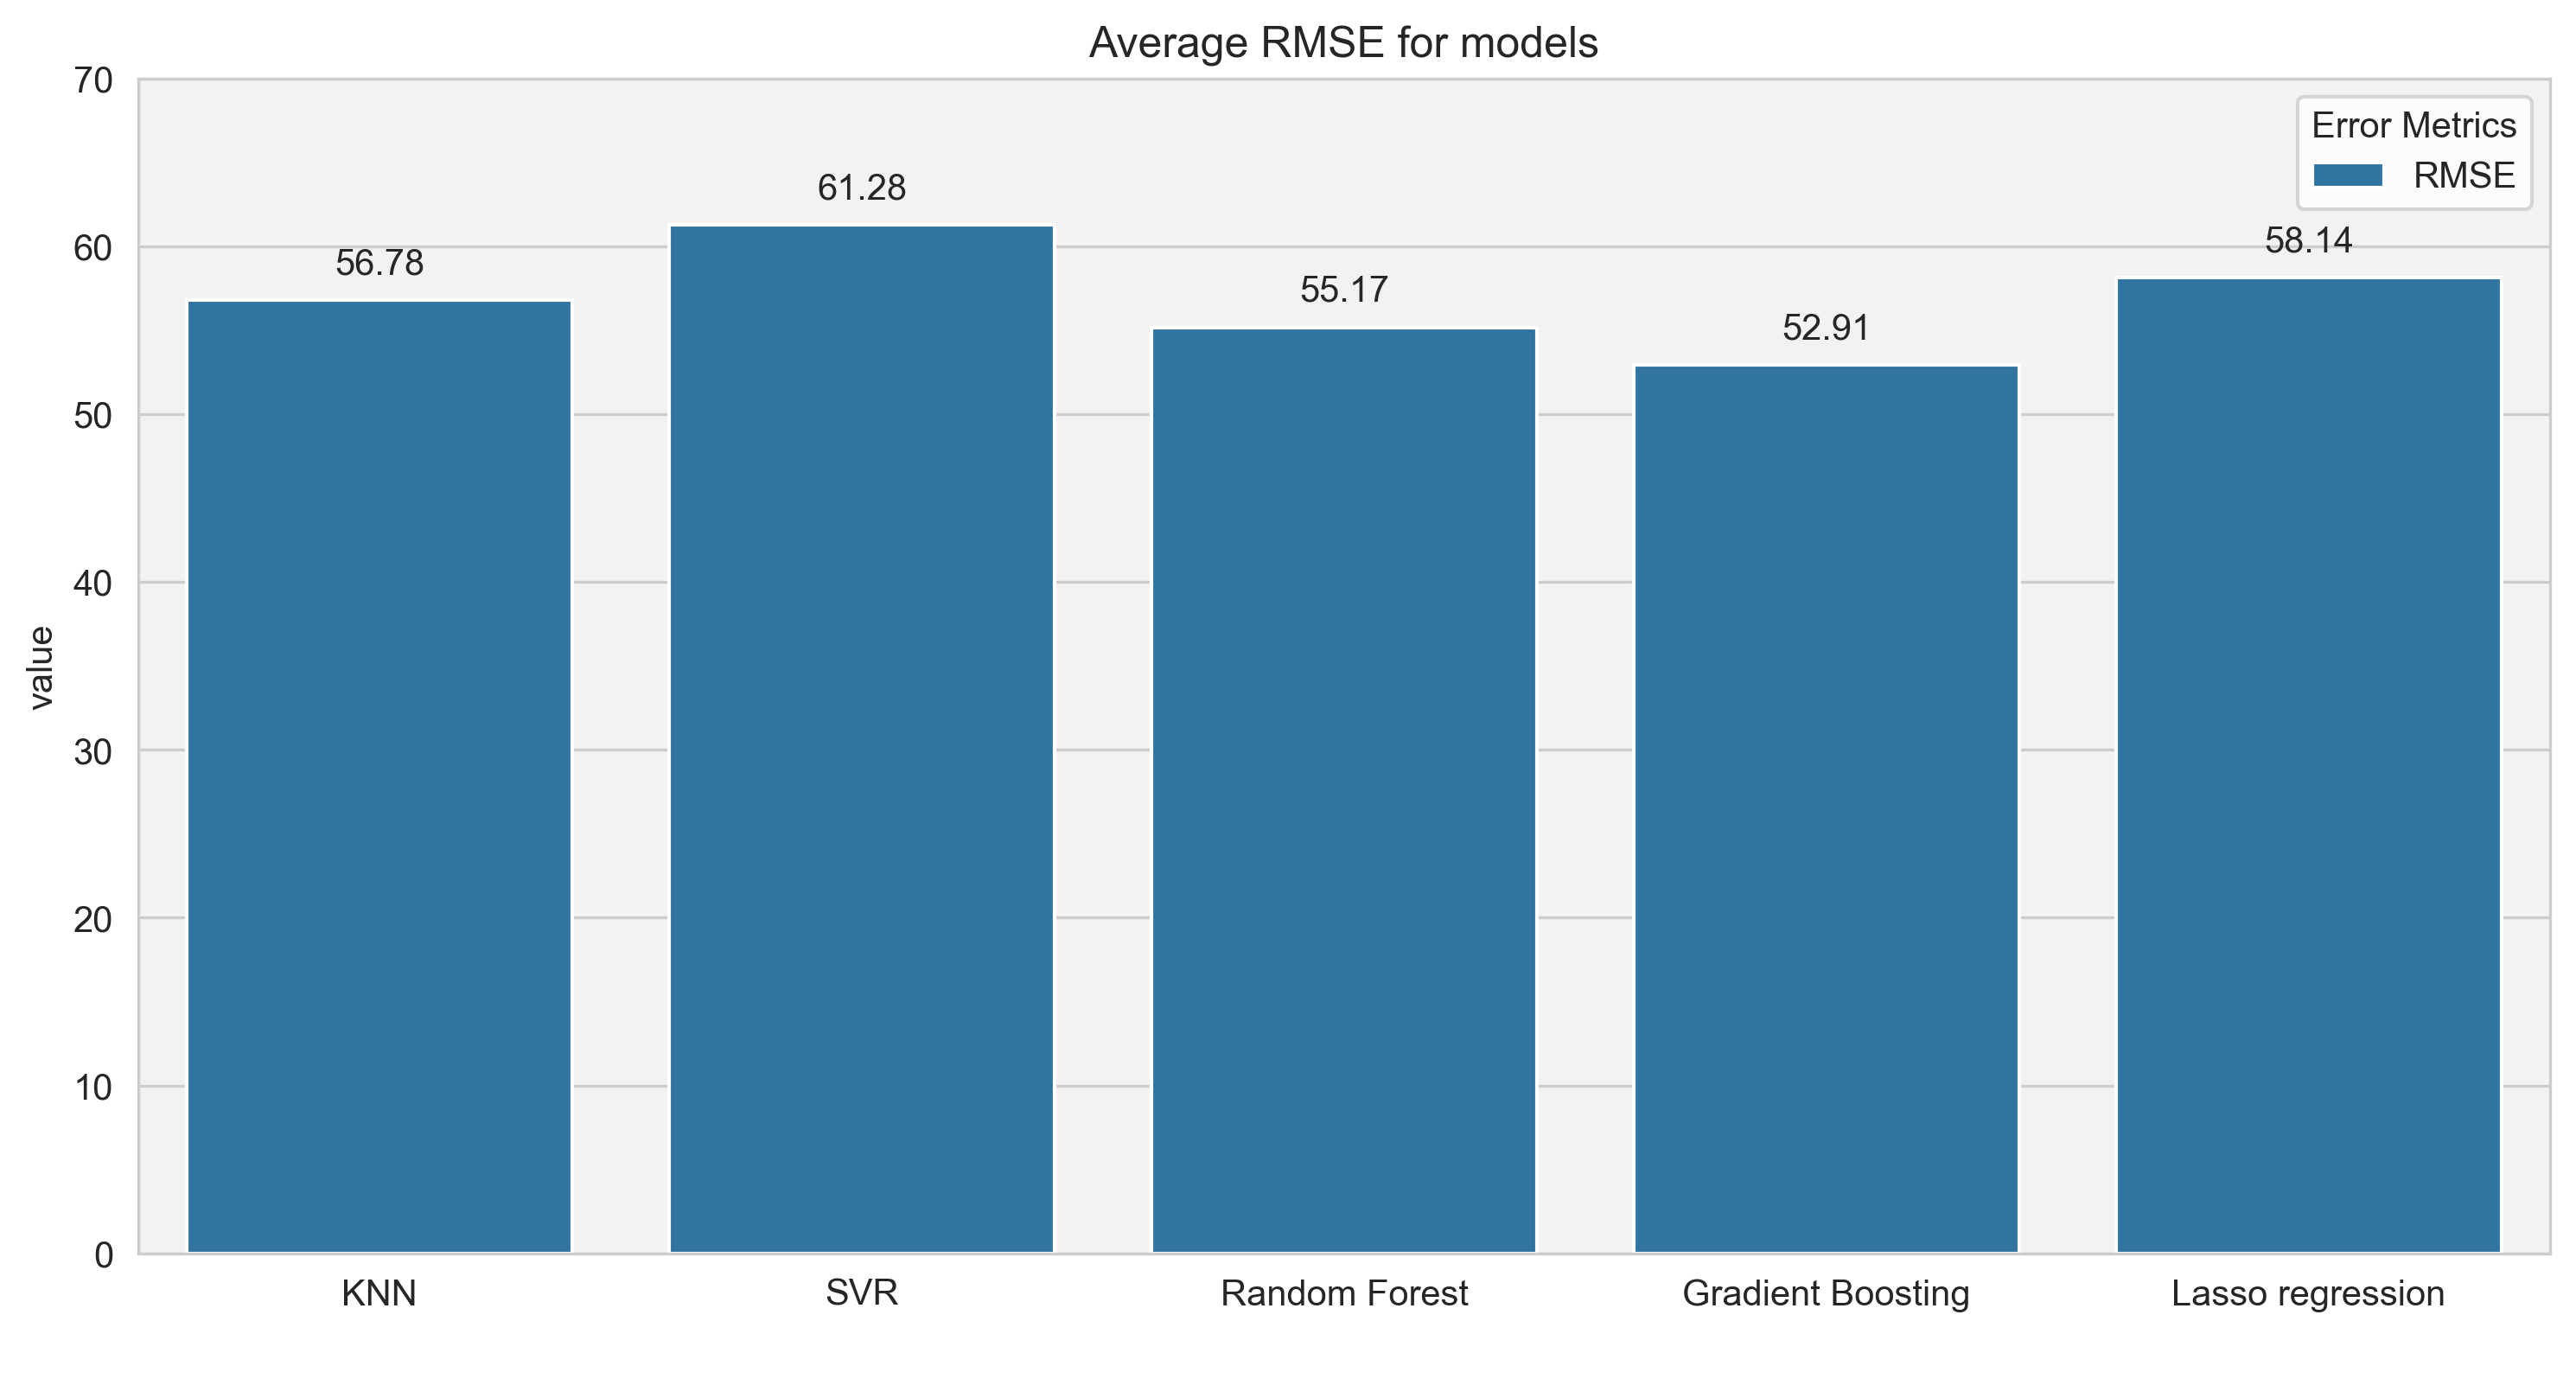 Average RMSE for models
Error Metrics
RMSE
value
70
60
50
40
30
20
10
0
56.78
61.28
55.17
52.91
58.14
KNN
SVR
Random Forest
Gradient Boosting
Lasso regression